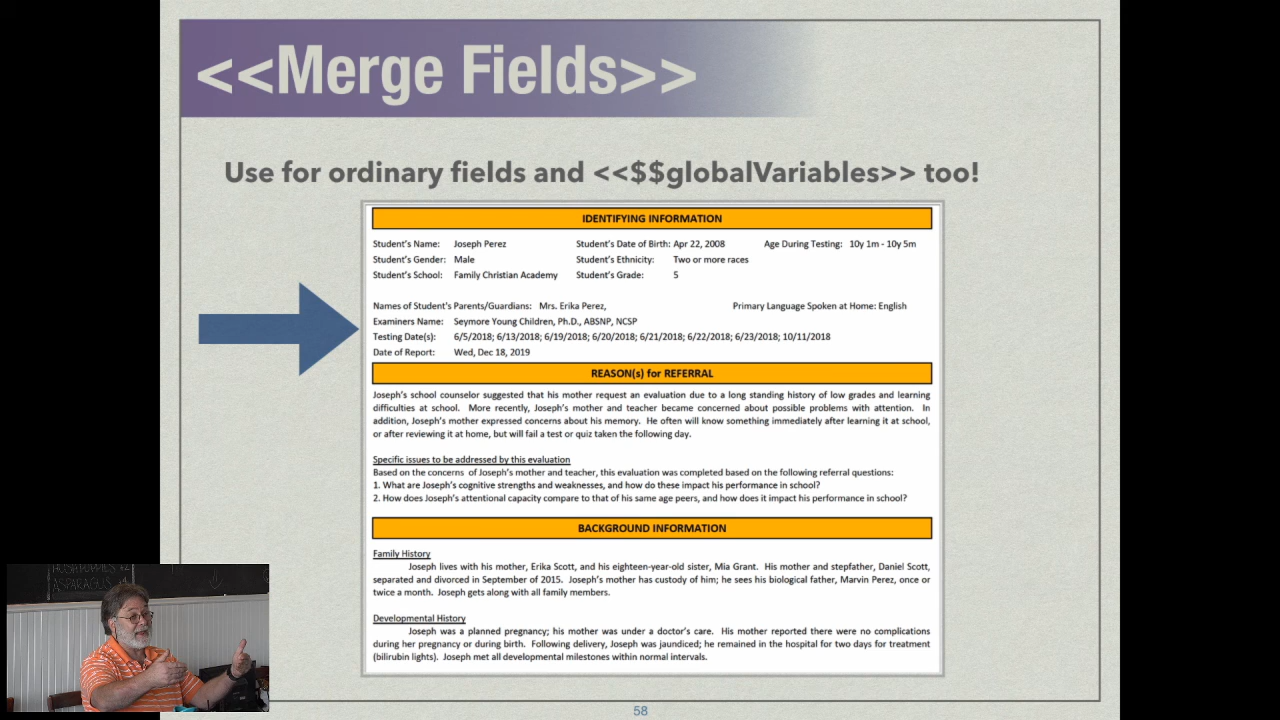 <<Merge Fields>>
Use for ordinary fields and <<$$globalVariables>> too!
IDENTIFYING INFORMATION
Student's Name: Joseph Perez Student's Date of Birth: Apr 22, 2008 Age During Testing: 10y 1m - 10y 5m
Student's Gender: Male Student's Ethnicity: Two or more races
Student's School: Family Christian Academy Student's Grade: 5
Names of Student's Parents/Guardians: Mrs. Erika Perez, Primary Language Spoken at Home: English
Examiners Name: Seymore Young Children, Ph.D., ABSNP, NCSP
Testing Date(s): 6/5/2018; 6/13/2018; 6/19/2018; 6/20/2018; 6/21/2018; 6/22/2018; 6/23/2018; 10/11/2018
Date of Report: Wed, Dec 18, 2019
REASON(s) for REFERRAL
Joseph's school counselor suggested that his mother request an evaluation due to a long standing history of low grades and learning
difficulties at school. More recently, Joseph's mother and teacher became concerned about possible problems with attention. In
addition, Joseph's mother expressed concerns about his memory. He often will know something immediately after learning it at school,
or after reviewing it at home, but will fail a test or quiz taken the following day.
Specific issues to be addressed by this evaluation
Based on the concerns of Joseph's mother and teacher, this evaluation was completed based on the following referral questions:
1. What are Joseph's cognitive strengths and weaknesses, and how do these impact his performance in school?
2. How does Joseph's attentional capacity compare to that of his same age peers, and how does it impact his performance in school?
BACKGROUND INFORMATION
Family History
Joseph lives with his mother, Erika Scott, and his eighteen-year-old sister, Mia Grant. His mother and stepfather, Daniel Scott,
separated and divorced in September of 2015. Joseph's mother has custody of him; he sees his biological father, Marvin Perez, once or
twice a month. Joseph gets along with all family members.
Developmental History
Joseph was a planned pregnancy; his mother was under a doctor's care. His mother reported there were no complications
during her pregnancy or during birth. Following delivery, Joseph was jaundiced; he remained in the hospital for two days for treatment
(bilirubin lights). Joseph met all developmental milestones within normal intervals.
ASPARAGUS
58